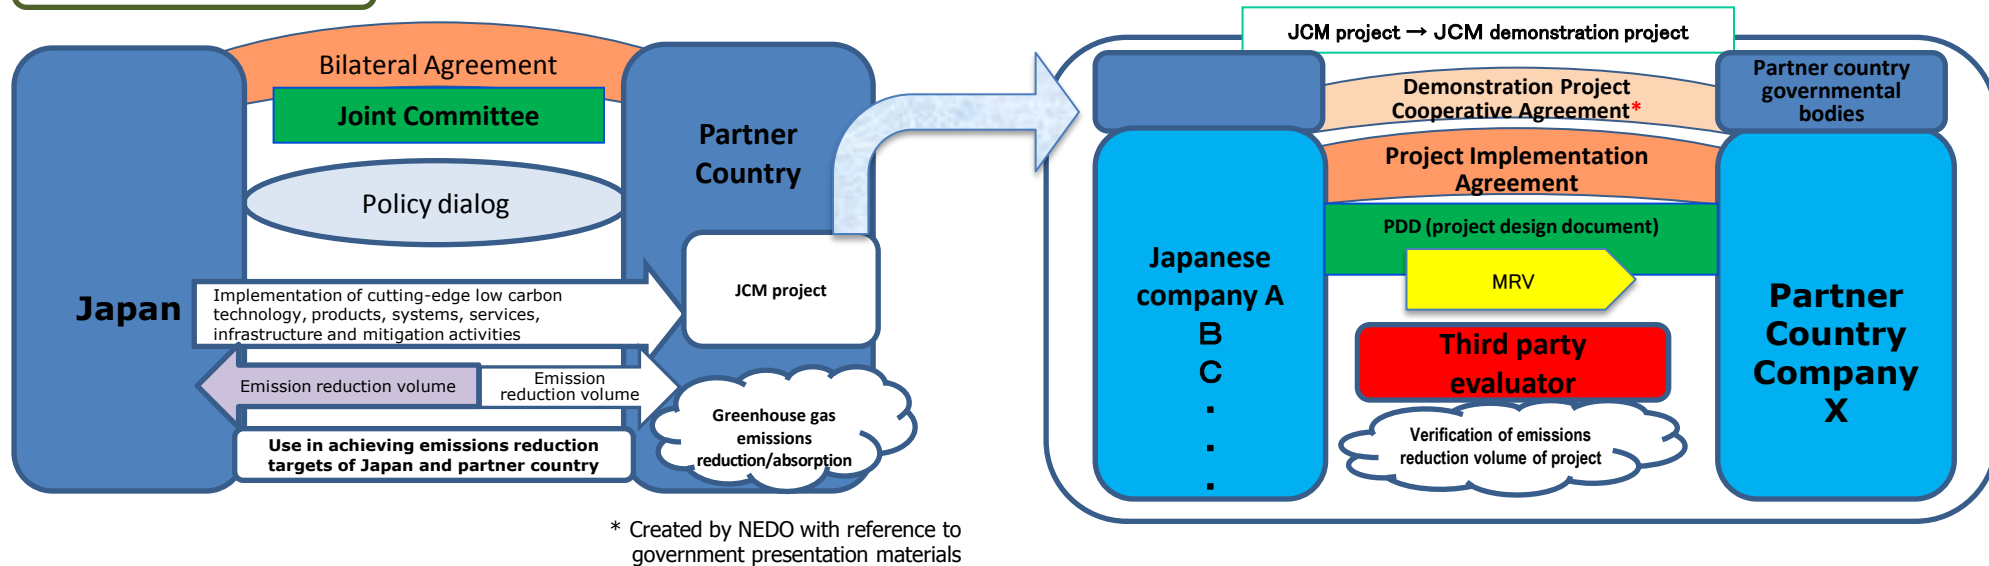 Bilateral Agreement
Joint Committee
Policy dialog
Japan
Partner
Country
Implementation of cutting-edge low carbon
technology, products, systems, services,
infrastructure and mitigation activities
JCM project
Emission reduction volume
Emission
reduction volume
Greenhouse gas
emissions
reduction/absorption
Use in achieving emissions reduction
targets of Japan and partner country
* Created by NEDO with reference to
government presentation materials
JCM project → JCM demonstration project
Demonstration Project
Cooperative Agreement*
Partner country
governmental
bodies
Project Implementation
Agreement
PDD (project design document)
MRV
Japanese
company A
B
C
.
.
.
Third party
evaluator
Verification of emissions
reduction volume of project
Partner
Country
Company
X